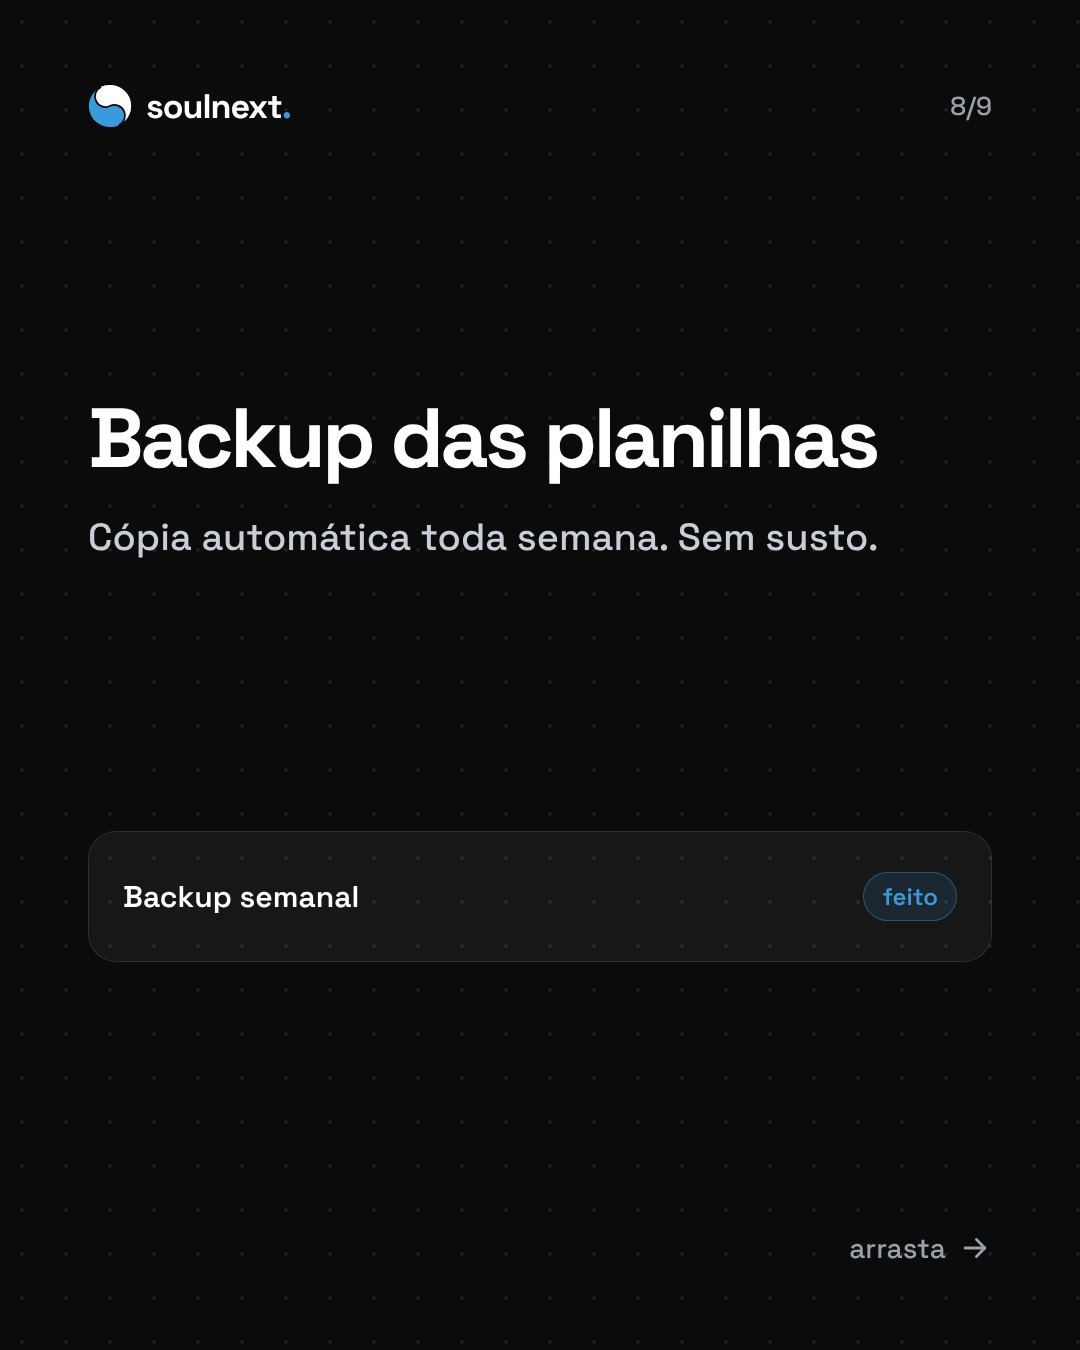 soulnext.
8/9
Backup das planilhas
Cópia automática toda semana. Sem susto.
Backup semanal
feito
arrasta →